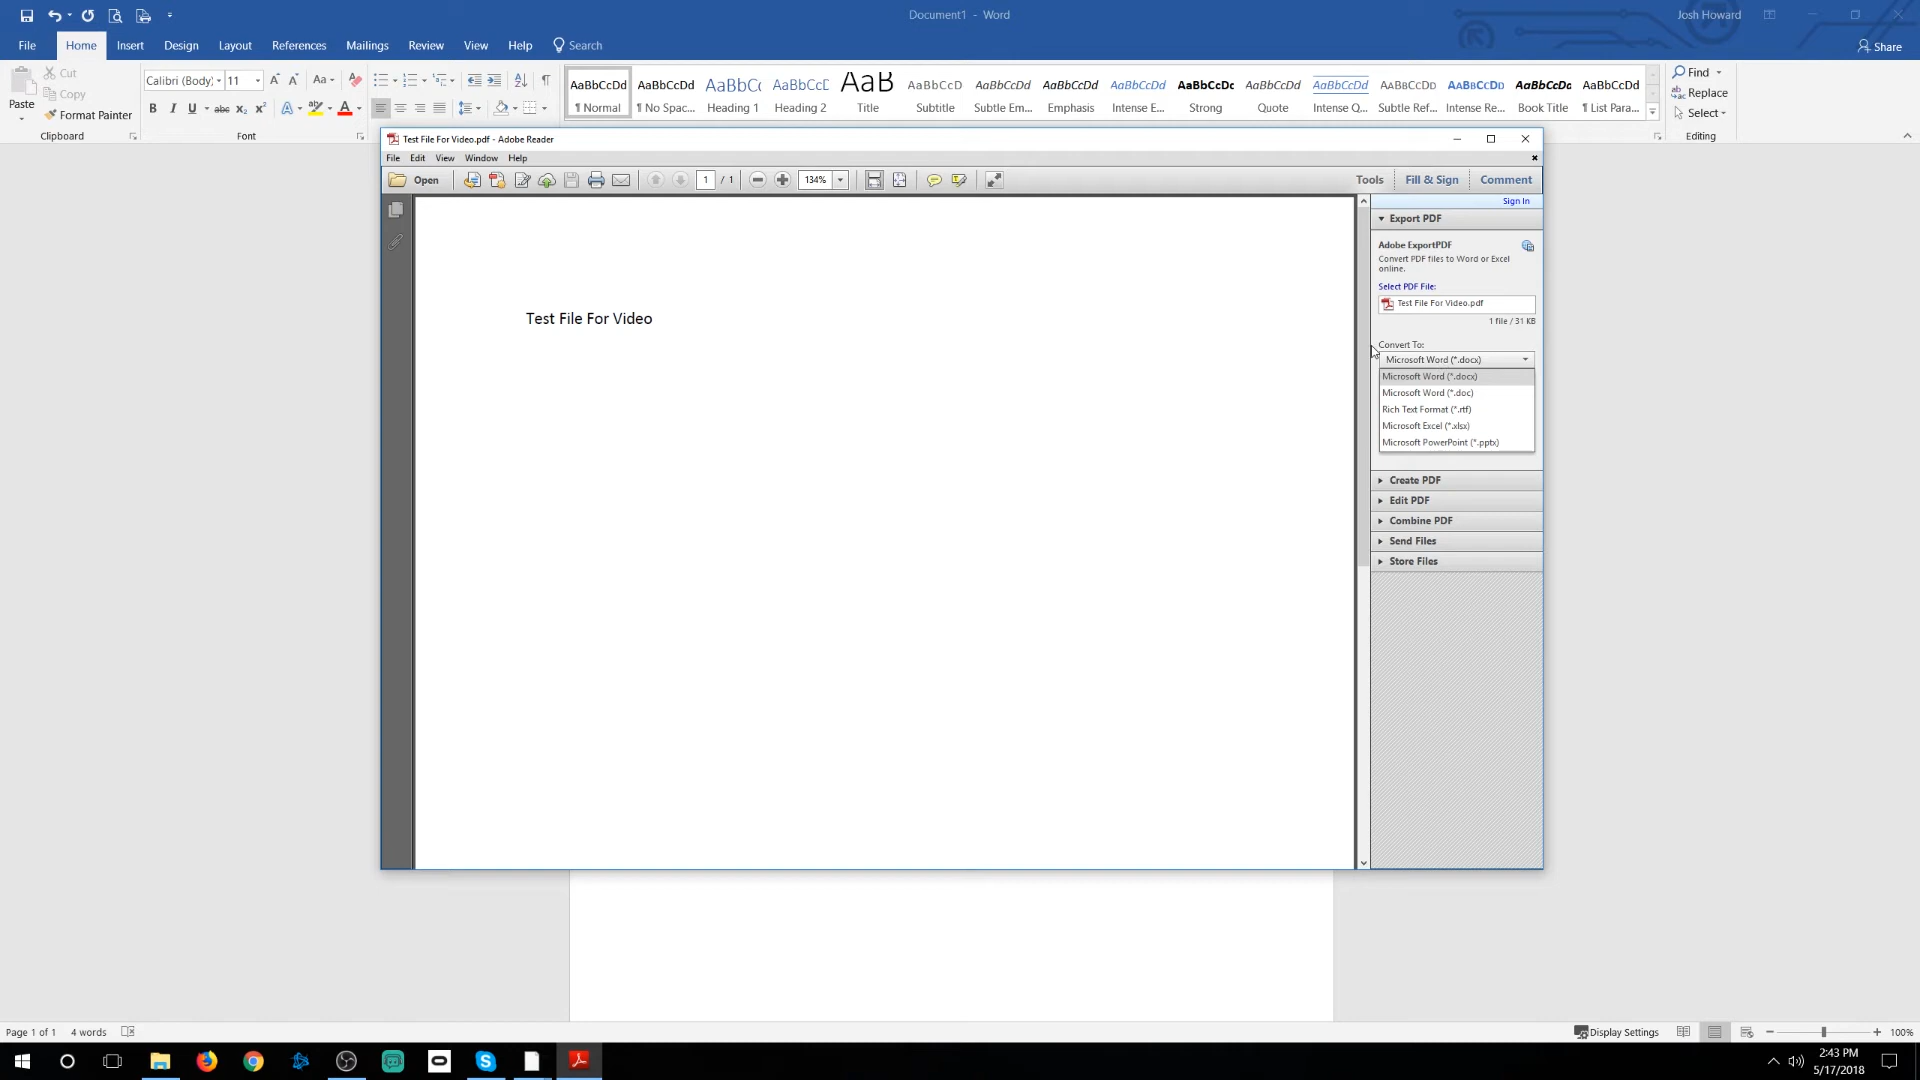 Document1 - Word
Josh Howard
File Home Insert Design Layout References Mailings Review View Help Search
Share
Paste
Cut
Copy
Format Painter
Clipboard
Calibri (Body) 11
Aa
B I U abc X₂ X² A A
Font
AaBbCcDd AaBbCcDd AaBbCc AaBbCcD AaB AaBbCcD AaBbCcDd AaBbCcDd AaBbCcDd AaBbCcDc AaBbCcDd AaBbCcDd AABBCCDD AABBCCDD AaBbCcDd AaBbCcDd
¶ Normal ¶ No Spac... Heading 1 Heading 2 Title Subtitle Subtle Em... Emphasis Intense E... Strong Quote Intense Q... Subtle Ref... Intense Re... Book Title ¶ List Para...
Find
Replace
Select
Editing
Test File For Video.pdf - Adobe Reader
File Edit View Window Help
Open 1 / 1 134% Tools Fill & Sign Comment
Sign In
Export PDF
Adobe ExportPDF
Convert PDF files to Word or Excel
online.
Select PDF File:
Test File For Video.pdf
1 file / 31 KB
Convert To:
Microsoft Word (*.docx)
Microsoft Word (*.docx)
Microsoft Word (*.doc)
Rich Text Format (*.rtf)
Microsoft Excel (*.xlsx)
Microsoft PowerPoint (*.pptx)
Create PDF
Edit PDF
Combine PDF
Send Files
Store Files
Test File For Video
Page 1 of 1 4 words
Display Settings
100%
2:43 PM
5/17/2018